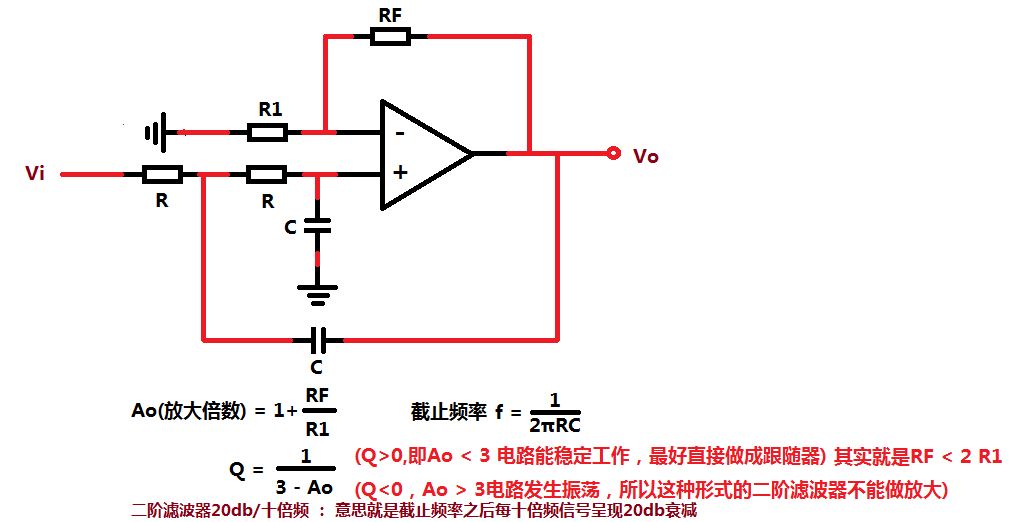 RF
R1
-
Vi
R
R
+
Vo
C
C
Ao(放大倍数) = 1+ RF / R1
截止频率 f = 1 / 2πRC
Q = 1 / 3 - Ao
(Q>0,即Ao < 3 电路能稳定工作，最好直接做成跟随器) 其实就是RF < 2 R1
(Q<0，Ao > 3电路发生振荡，所以这种形式的二阶滤波器不能做放大)
二阶滤波器20db/十倍频 ： 意思就是截止频率之后每十倍频信号呈现20db衰减